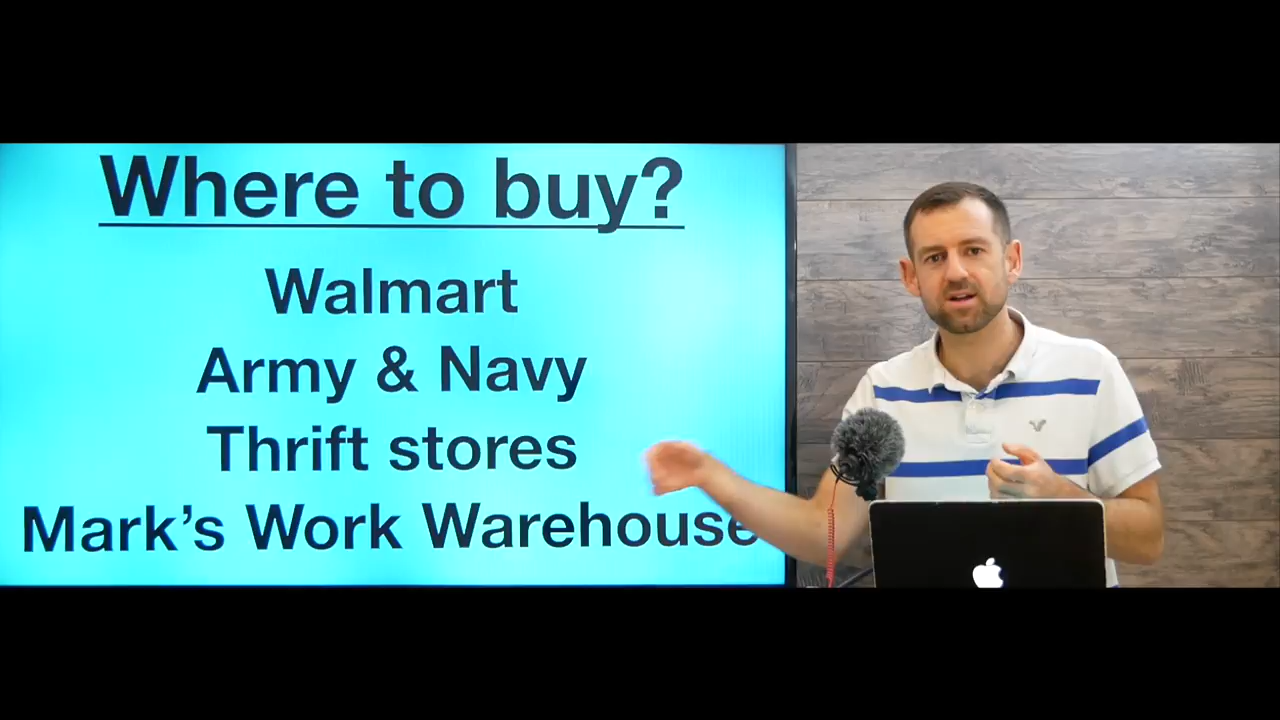 Where to buy?
Walmart
Army & Navy
Thrift stores
Mark's Work Warehouse